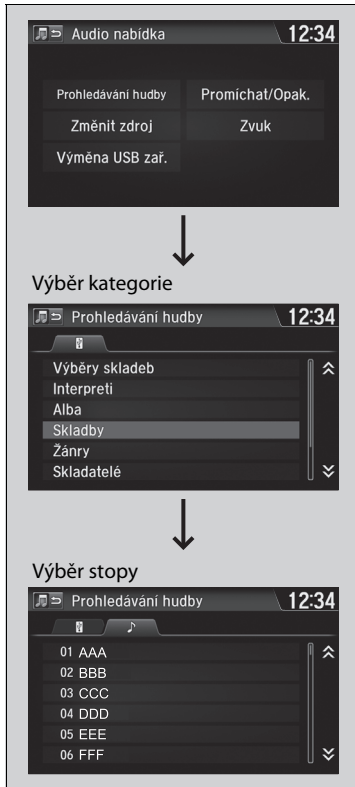 Audio nabídka 12:34
Prohledávání hudby Promíchat/Opak.
Změnit zdroj Zvuk
Výměna USB zař.
Výběr kategorie
Prohledávání hudby 12:34
Výběry skladeb
Interpreti
Alba
Skladby
Žánry
Skladatelé
Výběr stopy
Prohledávání hudby 12:34
01 AAA
02 BBB
03 CCC
04 DDD
05 EEE
06 FFF